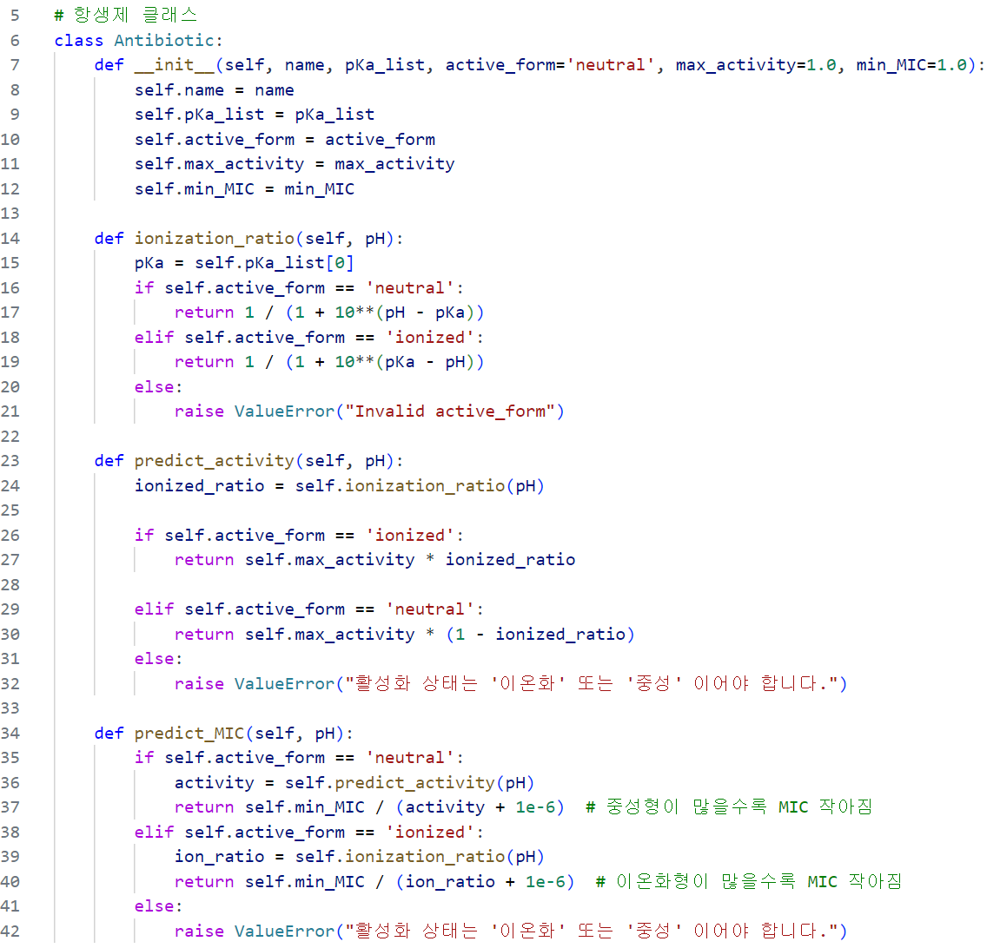 5 # 항생제 클래스
6 class Antibiotic:
7     def __init__(self, name, pKa_list, active_form='neutral', max_activity=1.0, min_MIC=1.0):
8         self.name = name
9         self.pKa_list = pKa_list
10         self.active_form = active_form
11         self.max_activity = max_activity
12         self.min_MIC = min_MIC
13
14     def ionization_ratio(self, pH):
15         pKa = self.pKa_list[0]
16         if self.active_form == 'neutral':
17             return 1 / (1 + 10**(pH - pKa))
18         elif self.active_form == 'ionized':
19             return 1 / (1 + 10**(pKa - pH))
20         else:
21             raise ValueError("Invalid active_form")
22
23     def predict_activity(self, pH):
24         ionized_ratio = self.ionization_ratio(pH)
25
26         if self.active_form == 'ionized':
27             return self.max_activity * ionized_ratio
28
29         elif self.active_form == 'neutral':
30             return self.max_activity * (1 - ionized_ratio)
31         else:
32             raise ValueError("활성화 상태는 '이온화' 또는 '중성' 이어야 합니다.")
33
34     def predict_MIC(self, pH):
35         if self.active_form == 'neutral':
36             activity = self.predict_activity(pH)
37             return self.min_MIC / (activity + 1e-6)  # 중성형이 많을수록 MIC 작아짐
38         elif self.active_form == 'ionized':
39             ion_ratio = self.ionization_ratio(pH)
40             return self.min_MIC / (ion_ratio + 1e-6)  # 이온화형이 많을수록 MIC 작아짐
41         else:
42             raise ValueError("활성화 상태는 '이온화' 또는 '중성' 이어야 합니다.")